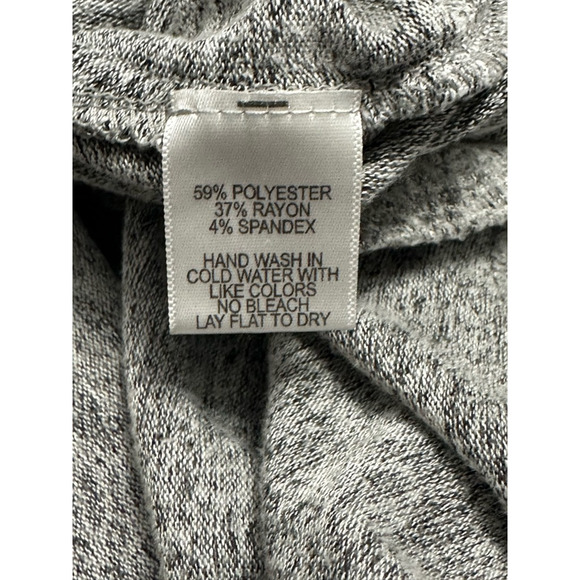 59% POLYESTER
37% RAYON
4% SPANDEX
HAND WASH IN
COLD WATER WITH
LIKE COLORS
NO BLEACH
LAY FLAT TO DRY